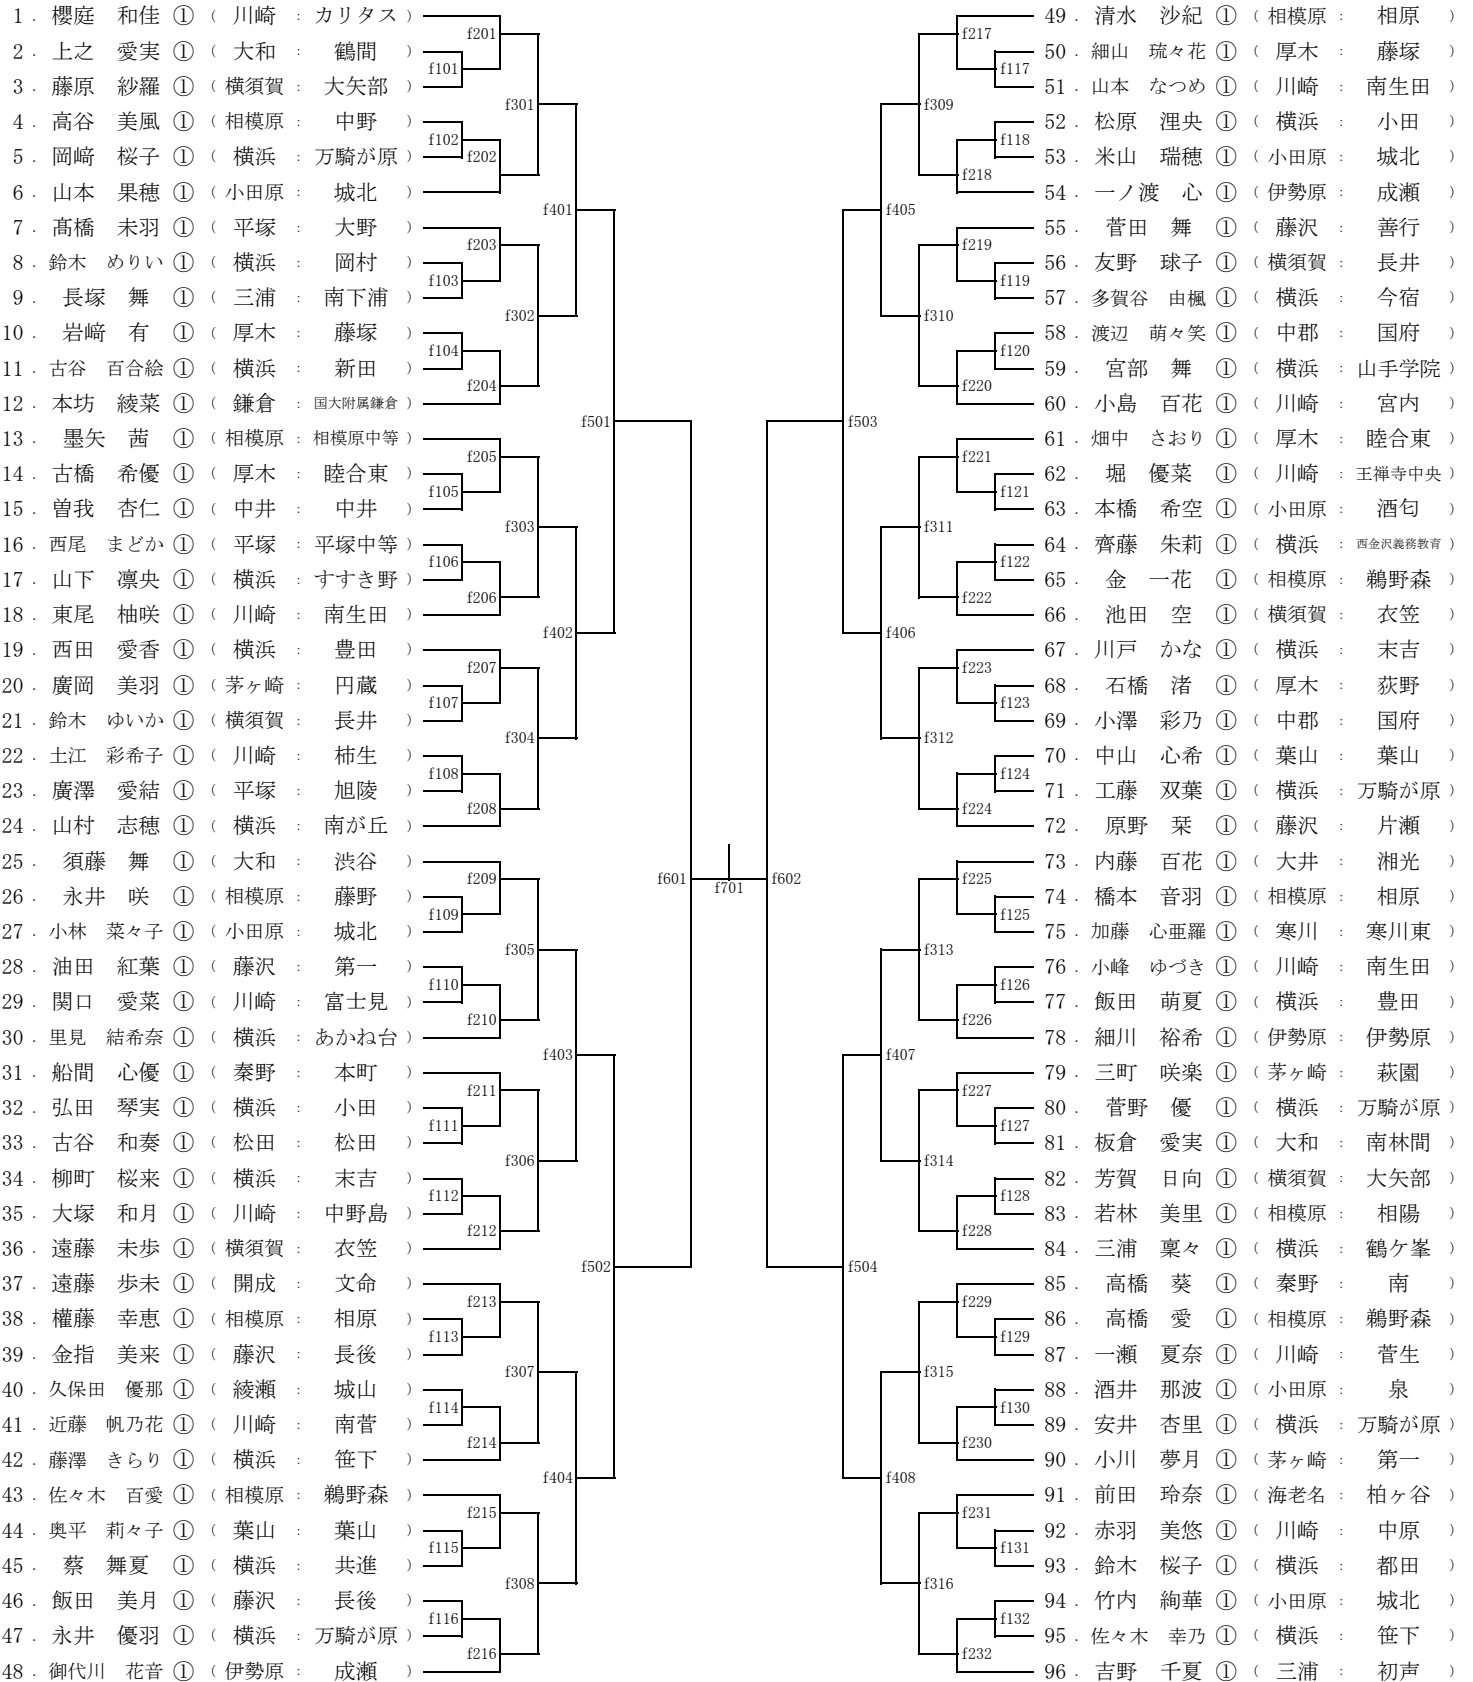 1 . 櫻庭　和佳 ① （ 川崎 ： カリタス ）
2 . 上之　愛実 ① （ 大和 ： 鶴間 ）
3 . 藤原　紗羅 ① （ 横須賀 ： 大矢部 ）
4 . 高谷　美風 ① （ 相模原 ： 中野 ）
5 . 岡﨑　桜子 ① （ 横浜 ： 万騎が原 ）
6 . 山本　果穂 ① （ 小田原 ： 城北 ）
7 . 髙橋　未羽 ① （ 平塚 ： 大野 ）
8 . 鈴木　めりい ① （ 横浜 ： 岡村 ）
9 . 長塚　舞 ① （ 三浦 ： 南下浦 ）
10 . 岩﨑　有 ① （ 厚木 ： 藤塚 ）
11 . 古谷　百合絵 ① （ 横浜 ： 新田 ）
12 . 本坊　綾菜 ① （ 鎌倉 ： 国大附属鎌倉 ）
13 . 墨矢　茜 ① （ 相模原 ： 相模原中等 ）
14 . 古橋　希優 ① （ 厚木 ： 睦合東 ）
15 . 曽我　杏仁 ① （ 中井 ： 中井 ）
16 . 西尾　まどか ① （ 平塚 ： 平塚中等 ）
17 . 山下　凛央 ① （ 横浜 ： すすき野 ）
18 . 東尾　柚咲 ① （ 川崎 ： 南生田 ）
19 . 西田　愛香 ① （ 横浜 ： 豊田 ）
20 . 廣岡　美羽 ① （ 茅ヶ崎 ： 円蔵 ）
21 . 鈴木　ゆいか ① （ 横須賀 ： 長井 ）
22 . 土江　彩希子 ① （ 川崎 ： 柿生 ）
23 . 廣澤　愛結 ① （ 平塚 ： 旭陵 ）
24 . 山村　志穂 ① （ 横浜 ： 南が丘 ）
25 . 須藤　舞 ① （ 大和 ： 渋谷 ）
26 . 永井　咲 ① （ 相模原 ： 藤野 ）
27 . 小林　菜々子 ① （ 小田原 ： 城北 ）
28 . 油田　紅葉 ① （ 藤沢 ： 第一 ）
29 . 関口　愛菜 ① （ 川崎 ： 富士見 ）
30 . 里見　結希奈 ① （ 横浜 ： あかね台 ）
31 . 船間　心優 ① （ 秦野 ： 本町 ）
32 . 弘田　琴実 ① （ 横浜 ： 小田 ）
33 . 古谷　和奏 ① （ 松田 ： 松田 ）
34 . 柳町　桜来 ① （ 横浜 ： 末吉 ）
35 . 大塚　和月 ① （ 川崎 ： 中野島 ）
36 . 遠藤　未歩 ① （ 横須賀 ： 衣笠 ）
37 . 遠藤　歩未 ① （ 開成 ： 文命 ）
38 . 權藤　幸恵 ① （ 相模原 ： 相原 ）
39 . 金指　美来 ① （ 藤沢 ： 長後 ）
40 . 久保田　優那 ① （ 綾瀬 ： 城山 ）
41 . 近藤　帆乃花 ① （ 川崎 ： 南菅 ）
42 . 藤澤　きらり ① （ 横浜 ： 笹下 ）
43 . 佐々木　百愛 ① （ 相模原 ： 鵜野森 ）
44 . 奥平　莉々子 ① （ 葉山 ： 葉山 ）
45 . 蔡　舞夏 ① （ 横浜 ： 共進 ）
46 . 飯田　美月 ① （ 藤沢 ： 長後 ）
47 . 永井　優羽 ① （ 横浜 ： 万騎が原 ）
48 . 御代川　花音 ① （ 伊勢原 ： 成瀬 ）
f101
f102
f103
f104
f105
f106
f107
f108
f109
f110
f111
f112
f113
f114
f115
f116
f201
f202
f203
f204
f205
f206
f207
f208
f209
f210
f211
f212
f213
f214
f215
f216
f301
f302
f303
f304
f305
f306
f307
f308
f401
f402
f403
f404
f501
f502
f601
f701
f602
f503
f504
f405
f406
f407
f408
f309
f310
f311
f312
f313
f314
f315
f316
f217
f218
f219
f220
f221
f222
f223
f224
f225
f226
f227
f228
f229
f230
f231
f232
f117
f118
f119
f120
f121
f122
f123
f124
f125
f126
f127
f128
f129
f130
f131
f132
49 . 清水　沙紀 ① （ 相模原 ： 相原 ）
50 . 細山　琉々花 ① （ 厚木 ： 藤塚 ）
51 . 山本　なつめ ① （ 川崎 ： 南生田 ）
52 . 松原　浬央 ① （ 横浜 ： 小田 ）
53 . 米山　瑞穂 ① （ 小田原 ： 城北 ）
54 . 一ノ渡　心 ① （ 伊勢原 ： 成瀬 ）
55 . 菅田　舞 ① （ 藤沢 ： 善行 ）
56 . 友野　球子 ① （ 横須賀 ： 長井 ）
57 . 多賀谷　由楓 ① （ 横浜 ： 今宿 ）
58 . 渡辺　萌々笑 ① （ 中郡 ： 国府 ）
59 . 宮部　舞 ① （ 横浜 ： 山手学院 ）
60 . 小島　百花 ① （ 川崎 ： 宮内 ）
61 . 畑中　さおり ① （ 厚木 ： 睦合東 ）
62 . 堀　優菜 ① （ 川崎 ： 王禅寺中央 ）
63 . 本橋　希空 ① （ 小田原 ： 酒匂 ）
64 . 齊藤　朱莉 ① （ 横浜 ： 西金沢義務教育 ）
65 . 金　一花 ① （ 相模原 ： 鵜野森 ）
66 . 池田　空 ① （ 横須賀 ： 衣笠 ）
67 . 川戸　かな ① （ 横浜 ： 末吉 ）
68 . 石橋　渚 ① （ 厚木 ： 荻野 ）
69 . 小澤　彩乃 ① （ 中郡 ： 国府 ）
70 . 中山　心希 ① （ 葉山 ： 葉山 ）
71 . 工藤　双葉 ① （ 横浜 ： 万騎が原 ）
72 . 原野　栞 ① （ 藤沢 ： 片瀬 ）
73 . 内藤　百花 ① （ 大井 ： 湘光 ）
74 . 橋本　音羽 ① （ 相模原 ： 相原 ）
75 . 加藤　心亜羅 ① （ 寒川 ： 寒川東 ）
76 . 小峰　ゆづき ① （ 川崎 ： 南生田 ）
77 . 飯田　萌夏 ① （ 横浜 ： 豊田 ）
78 . 細川　裕希 ① （ 伊勢原 ： 伊勢原 ）
79 . 三町　咲楽 ① （ 茅ヶ崎 ： 萩園 ）
80 . 菅野　優 ① （ 横浜 ： 万騎が原 ）
81 . 板倉　愛実 ① （ 大和 ： 南林間 ）
82 . 芳賀　日向 ① （ 横須賀 ： 大矢部 ）
83 . 若林　美里 ① （ 相模原 ： 相陽 ）
84 . 三浦　稟々 ① （ 横浜 ： 鶴ケ峯 ）
85 . 高橋　葵 ① （ 秦野 ： 南 ）
86 . 高橋　愛 ① （ 相模原 ： 鵜野森 ）
87 . 一瀬　夏奈 ① （ 川崎 ： 菅生 ）
88 . 酒井　那波 ① （ 小田原 ： 泉 ）
89 . 安井　杏里 ① （ 横浜 ： 万騎が原 ）
90 . 小川　夢月 ① （ 茅ヶ崎 ： 第一 ）
91 . 前田　玲奈 ① （ 海老名 ： 柏ヶ谷 ）
92 . 赤羽　美悠 ① （ 川崎 ： 中原 ）
93 . 鈴木　桜子 ① （ 横浜 ： 都田 ）
94 . 竹内　絢華 ① （ 小田原 ： 城北 ）
95 . 佐々木　幸乃 ① （ 横浜 ： 笹下 ）
96 . 吉野　千夏 ① （ 三浦 ： 初声 ）